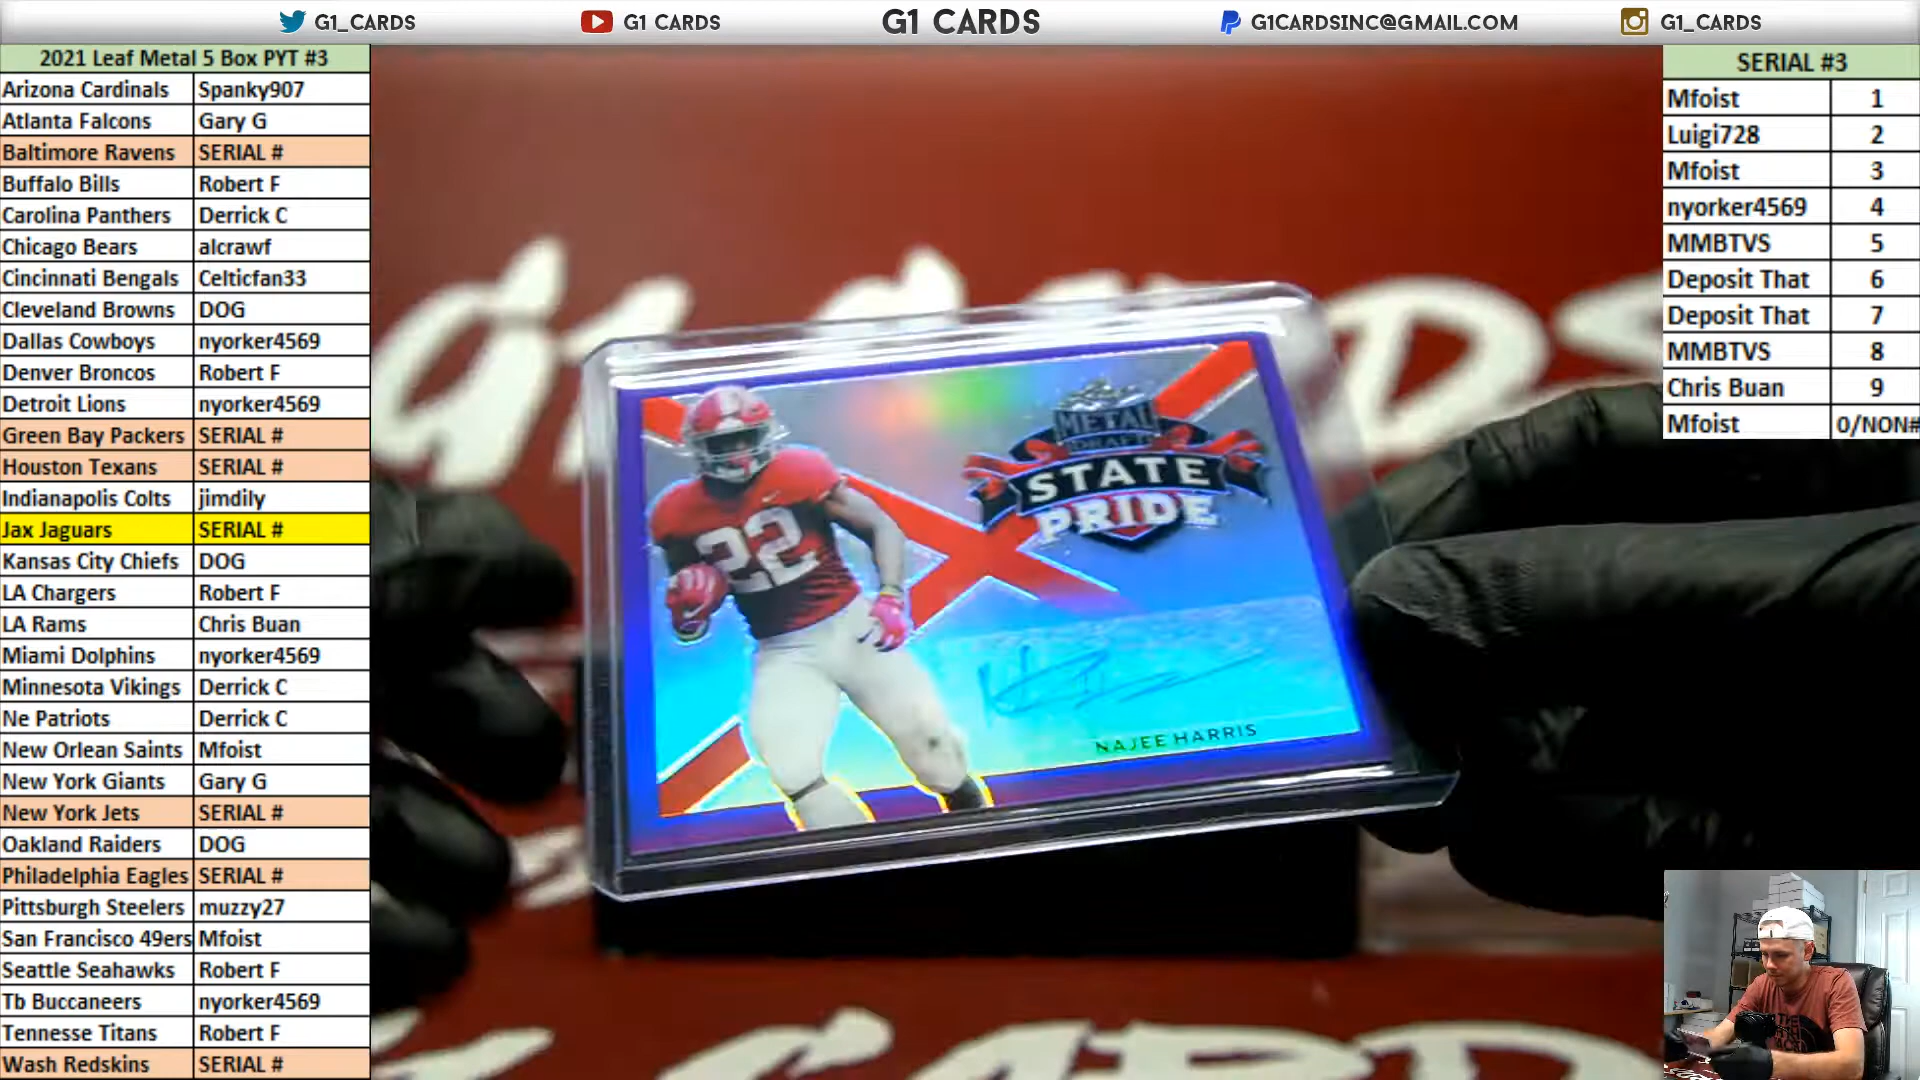 G1_CARDS
G1 CARDS
G1 CARDS
G1CARDSINC@GMAIL.COM
G1_CARDS
2021 Leaf Metal 5 Box PYT #3
Arizona Cardinals Spanky907
Atlanta Falcons Gary G
Baltimore Ravens SERIAL #
Buffalo Bills Robert F
Carolina Panthers Derrick C
Chicago Bears alcrawf
Cincinnati Bengals Celticfan33
Cleveland Browns DOG
Dallas Cowboys nyorker4569
Denver Broncos Robert F
Detroit Lions nyorker4569
Green Bay Packers SERIAL #
Houston Texans SERIAL #
Indianapolis Colts jimdily
Jax Jaguars SERIAL #
Kansas City Chiefs DOG
LA Chargers Robert F
LA Rams Chris Buan
Miami Dolphins nyorker4569
Minnesota Vikings Derrick C
Ne Patriots Derrick C
New Orlean Saints Mfoist
New York Giants Gary G
New York Jets SERIAL #
Oakland Raiders DOG
Philadelphia Eagles SERIAL #
Pittsburgh Steelers muzzy27
San Francisco 49ers Mfoist
Seattle Seahawks Robert F
Tb Buccaneers nyorker4569
Tennesse Titans Robert F
Wash Redskins SERIAL #
G1 CARDS
METAL
DRAFT
STATE
PRIDE
22
NAJEE HARRIS
SERIAL #3
Mfoist 1
Luigi728 2
Mfoist 3
nyorker4569 4
MMBTVS 5
Deposit That 6
Deposit That 7
MMBTVS 8
Chris Buan 9
Mfoist 0/NON#